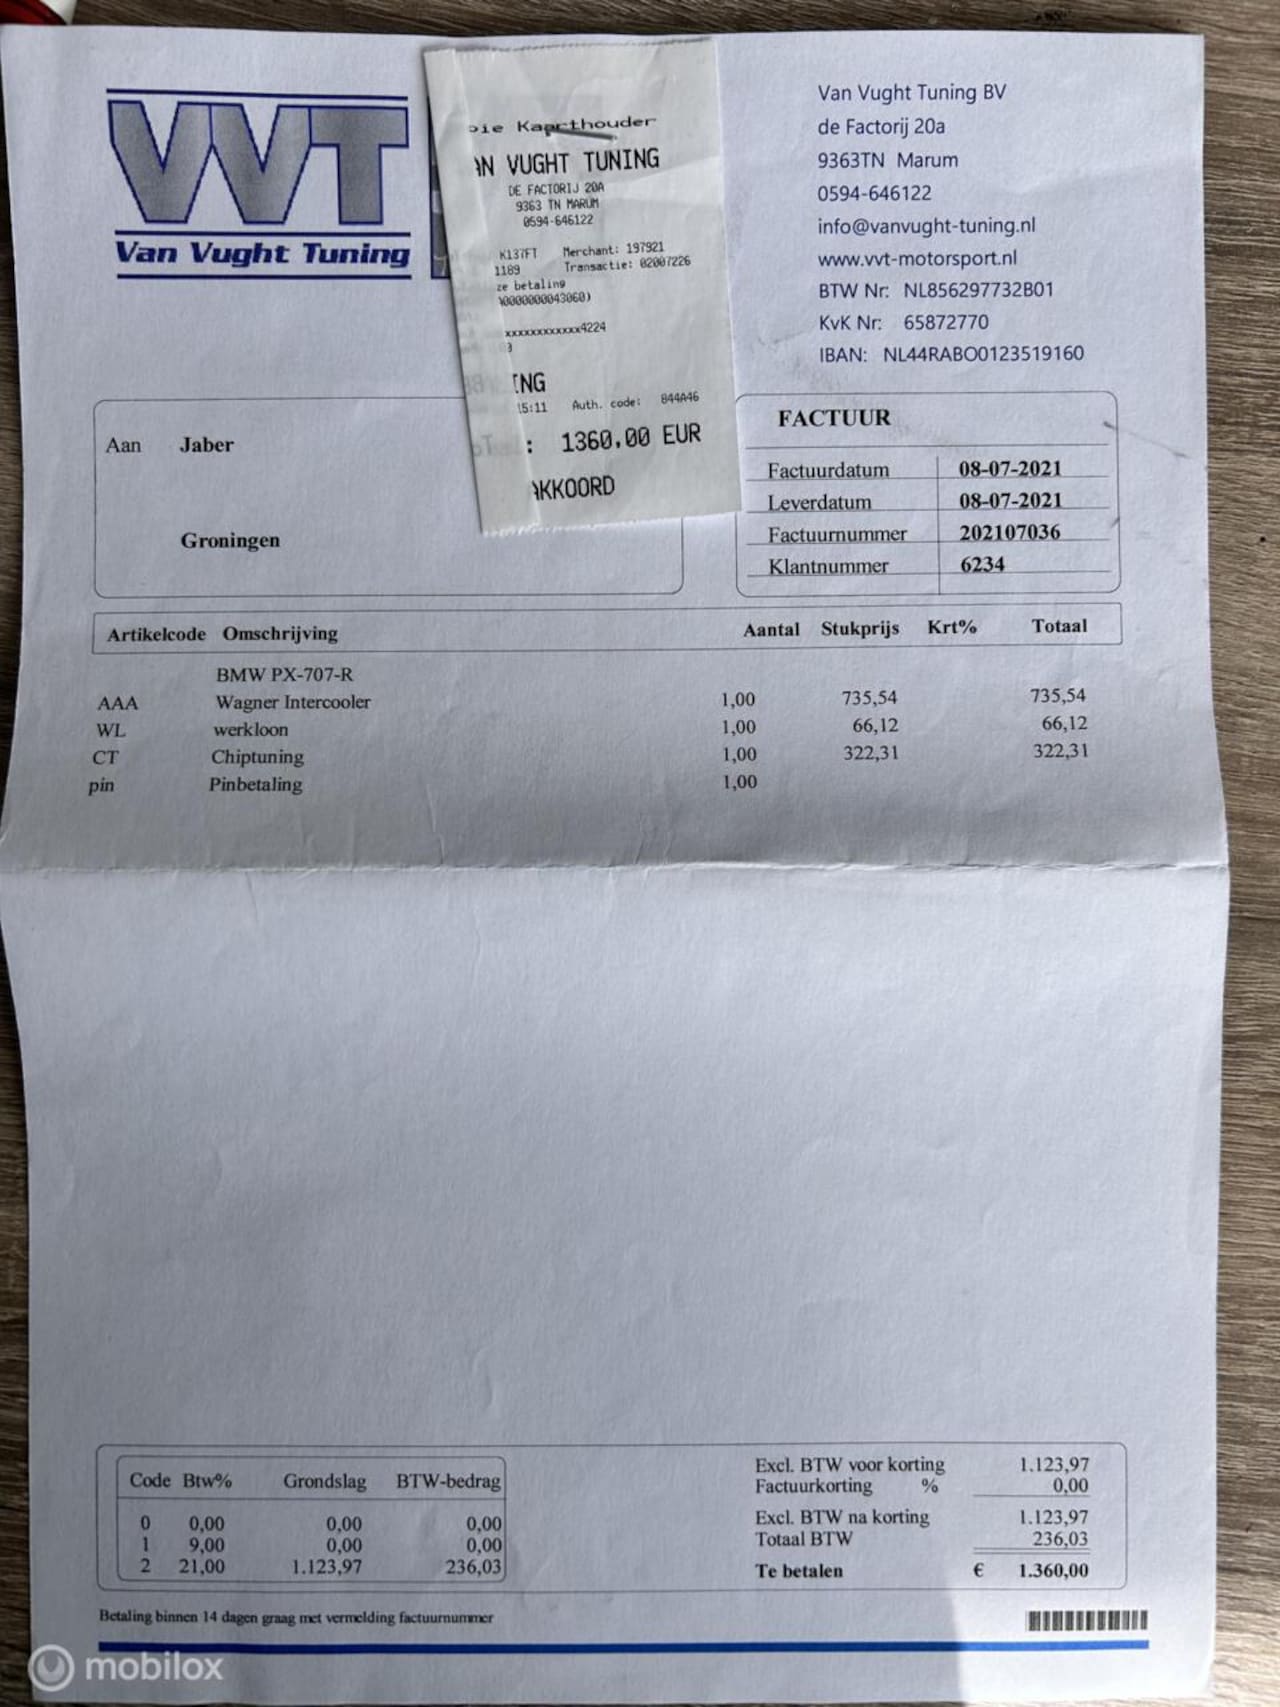 VVT
Van Vught Tuning
Kaarthouder
VUGHT TUNING
DE FACTORIJ 20A
9363 TN MARUM
0594-646122
K137FT Merchant: 197921
1189 Transactie: 02007226
betaling
xxxxxxxxxxxx4224
15:11 Auth. code: 844A46
: 1360,00 EUR
AKKOORD
Van Vught Tuning BV
de Factorij 20a
9363TN Marum
0594-646122
info@vanvught-tuning.nl
www.vvt-motorsport.nl
BTW Nr: NL856297732B01
KvK Nr: 65872770
IBAN: NL44RABO0123519160
Aan Jaber
Groningen
FACTUUR
Factuurdatum 08-07-2021
Leverdatum 08-07-2021
Factuurnummer 202107036
Klantnummer 6234
Artikelcode Omschrijving Aantal Stukprijs Krt% Totaal
BMW PX-707-R
AAA Wagner Intercooler 1,00 735,54 735,54
WL werkloon 1,00 66,12 66,12
CT Chiptuning 1,00 322,31 322,31
pin Pinbetaling 1,00
Code Btw% Grondslag BTW-bedrag
0 0,00 0,00 0,00
1 9,00 0,00 0,00
2 21,00 1.123,97 236,03
Excl. BTW voor korting 1.123,97
Factuurkorting % 0,00
Excl. BTW na korting 1.123,97
Totaal BTW 236,03
Te betalen € 1.360,00
Betaling binnen 14 dagen graag met vermelding factuurnummer
mobilox